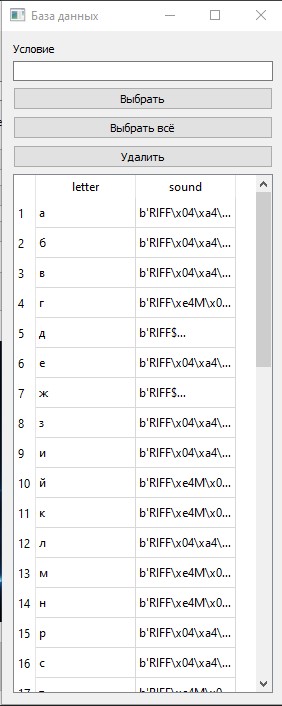 База данных
Условие
Выбрать
Выбрать всё
Удалить
letter sound
1 а b'RIFF\x04\xa4\...
2 б b'RIFF\x04\xa4\...
3 в b'RIFF\x04\xa4\...
4 г b'RIFF\xe4M\x0...
5 д b'RIFF$...
6 е b'RIFF\x04\xa4\...
7 ж b'RIFF$...
8 з b'RIFF\x04\xa4\...
9 и b'RIFF\x04\xa4\...
10 й b'RIFF\xe4M\x0...
11 к b'RIFF\xe4M\x0...
12 л b'RIFF\x04\xa4\...
13 м b'RIFF\xe4M\x0...
14 н b'RIFF\xe4M\x0...
15 р b'RIFF\x04\xa4\...
16 с b'RIFF\x04\xa4\...
17 т b'RIFF\xe4M\x0...